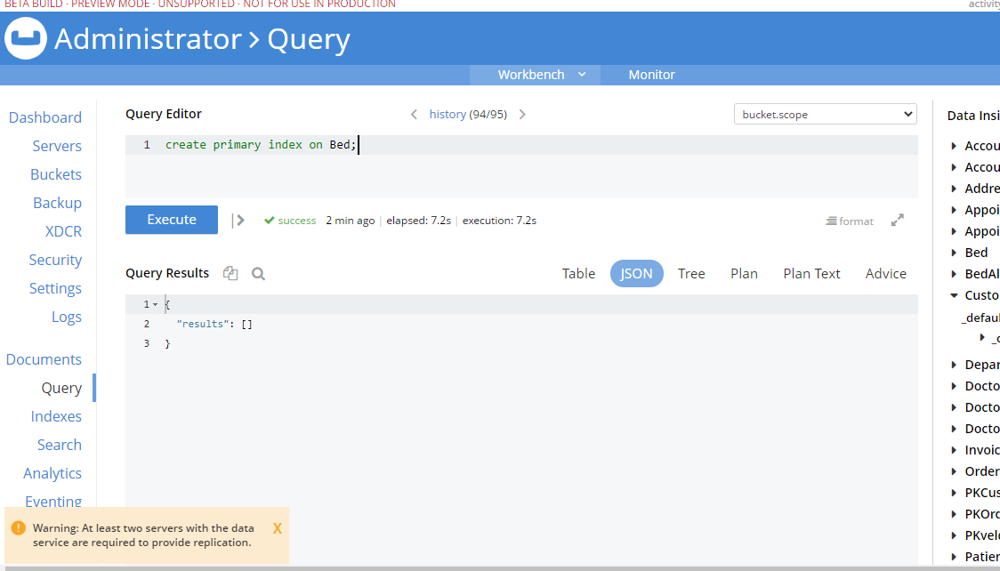 BETA BUILD · PREVIEW MODE · UNSUPPORTED · NOT FOR USE IN PRODUCTION
activity
Administrator > Query
Workbench Monitor
Dashboard
Servers
Buckets
Backup
XDCR
Security
Settings
Logs
Documents
Query
Indexes
Search
Analytics
Eventing
Query Editor
history (94/95)
bucket.scope
1 create primary index on Bed;
Execute
success 2 min ago | elapsed: 7.2s | execution: 7.2s
format
Query Results
Table JSON Tree Plan Plan Text Advice
1 {
2 "results": []
3 }
Data Insi
Accou
Accou
Addre
Appoi
Appoi
Bed
BedAl
Custo
_defaul
Depar
Docto
Docto
Docto
Invoic
Order
PKCus
PKOrd
PKvelo
Patien
Warning: At least two servers with the data
service are required to provide replication.
X